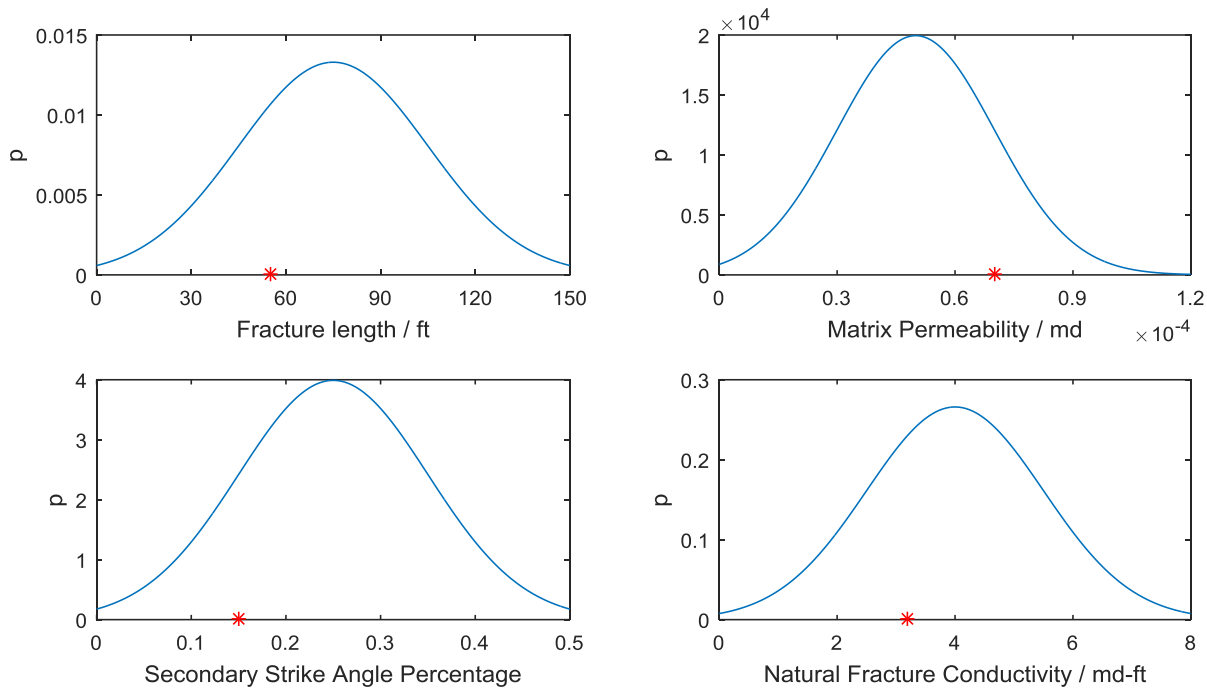 0.015
0.01
0.005
0
p
0 30 60 90 120 150
Fracture length / ft
×10^4
2
1.5
1
0.5
0
p
0 0.3 0.6 0.9 1.2
Matrix Permeability / md
×10^-4
4
3
2
1
0
p
0 0.1 0.2 0.3 0.4 0.5
Secondary Strike Angle Percentage
0.3
0.2
0.1
0
p
0 2 4 6 8
Natural Fracture Conductivity / md-ft